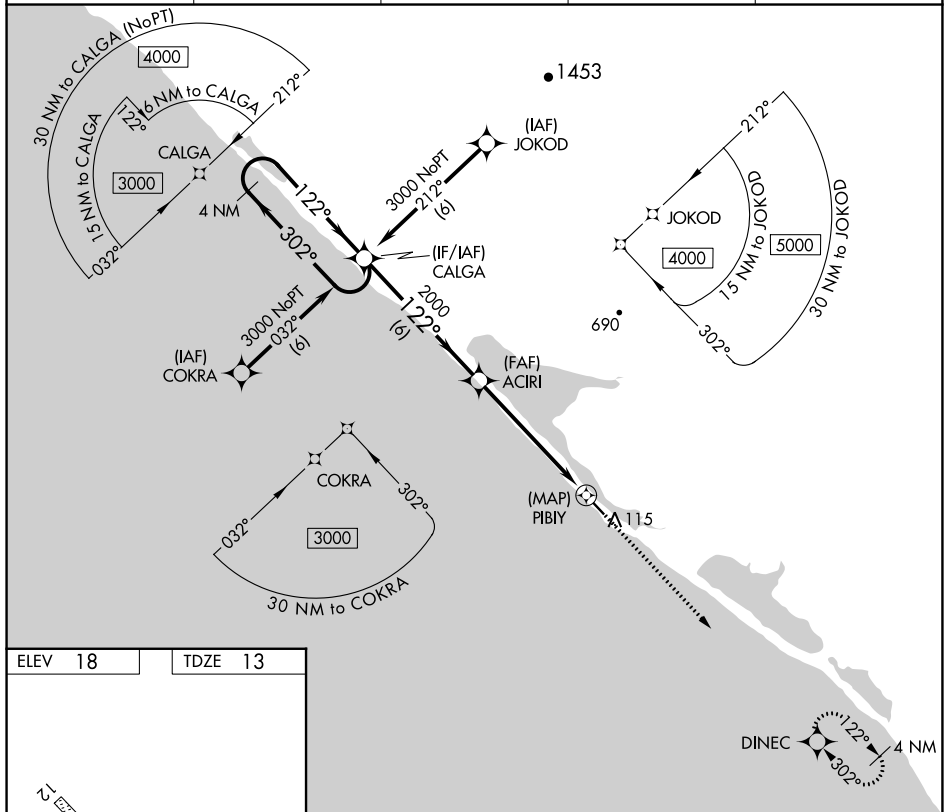 30 NM to CALGA (NoPT)
4000
6 NM to CALGA
212°
122°
15 NM to CALGA
3000
032°
CALGA
4 NM
122°
302°
1453
(IAF)
JOKOD
3000 NoPT
212°
(6)
(IF/IAF)
CALGA
3000 NoPT
032°
(6)
(IAF)
COKRA
2000
122°
(6)
212°
JOKOD
4000
15 NM to JOKOD
5000
30 NM to JOKOD
302°
690
(FAF)
ACIRI
(MAP)
PIBIY
115
COKRA
032°
302°
3000
30 NM to COKRA
ELEV 18
TDZE 13
12
DINEC
122°
302°
4 NM